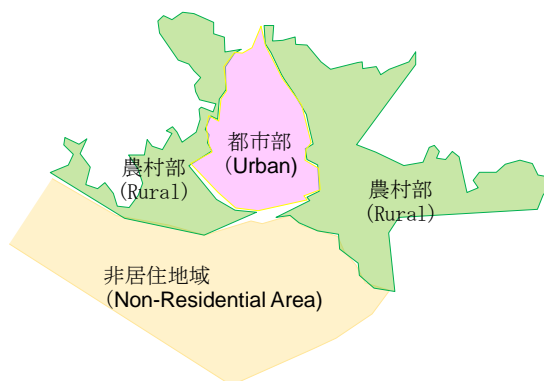 都市部
（Urban)
農村部
(Rural)
農村部
(Rural)
非居住地域
（Non-Residential Area)